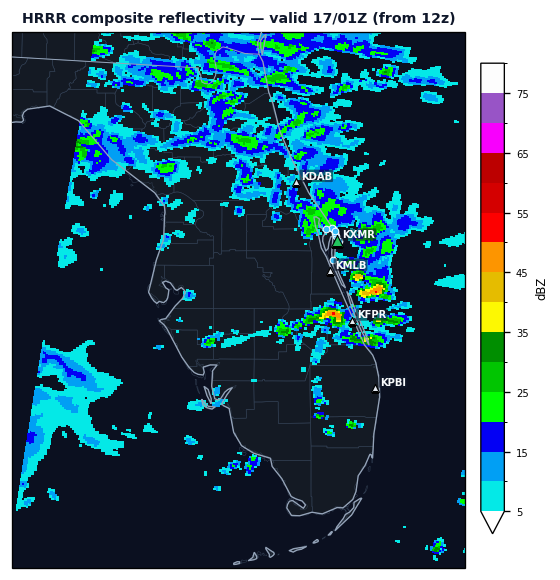 HRRR composite reflectivity — valid 17/01Z (from 12z)
KDAB
KXMR
KMLB
KFPR
KPBI
75
65
55
45
35
25
15
5
dBZ